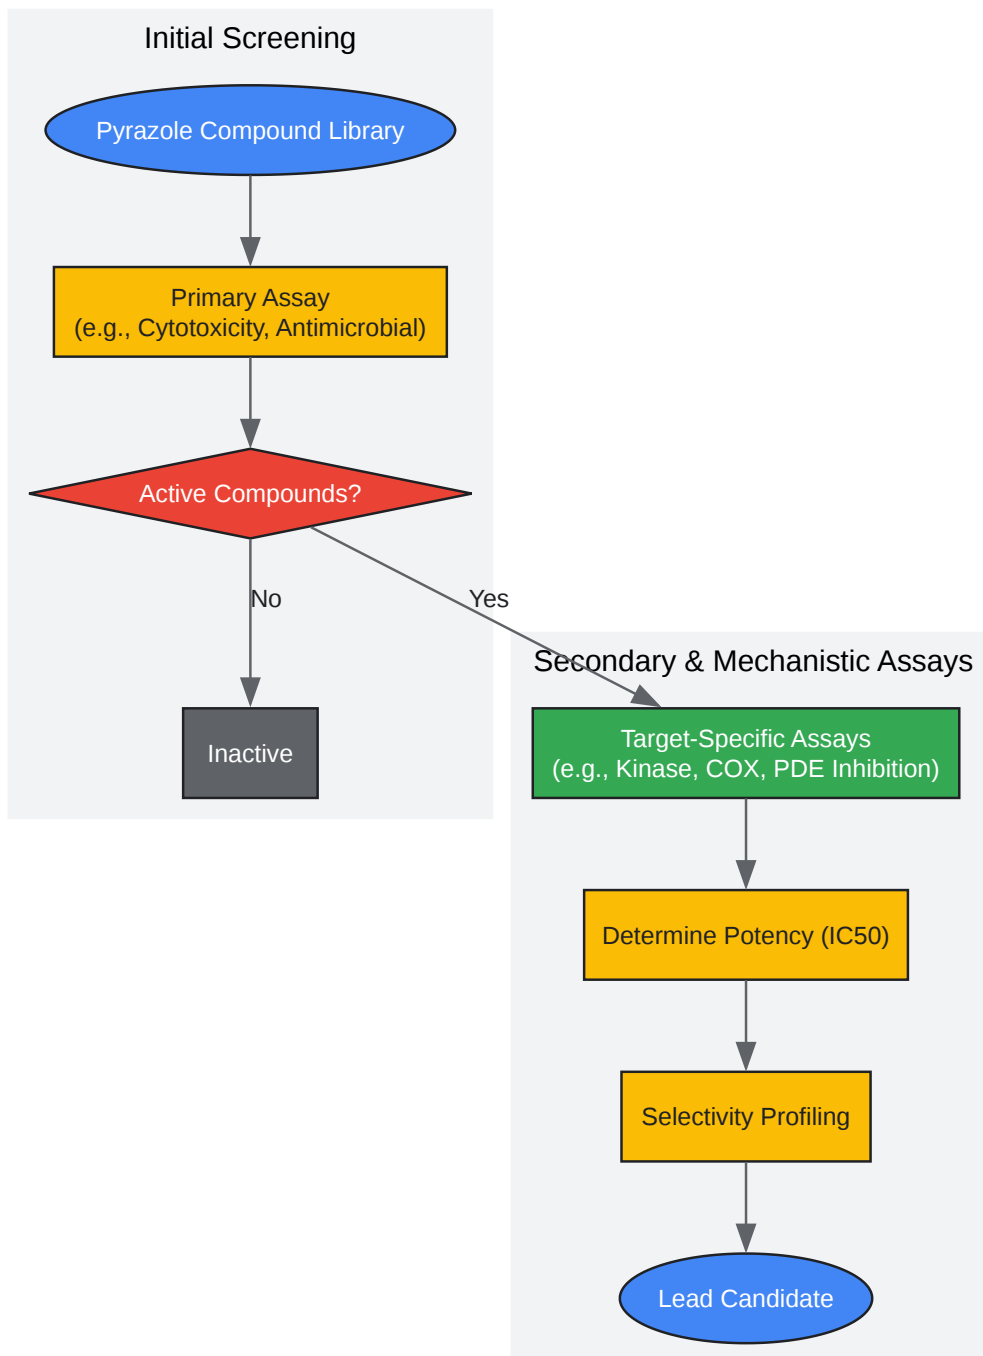 Initial Screening
Pyrazole Compound Library
Primary Assay
(e.g., Cytotoxicity, Antimicrobial)
Active Compounds?
No
Yes
Inactive
Secondary & Mechanistic Assays
Target-Specific Assays
(e.g., Kinase, COX, PDE Inhibition)
Determine Potency (IC50)
Selectivity Profiling
Lead Candidate